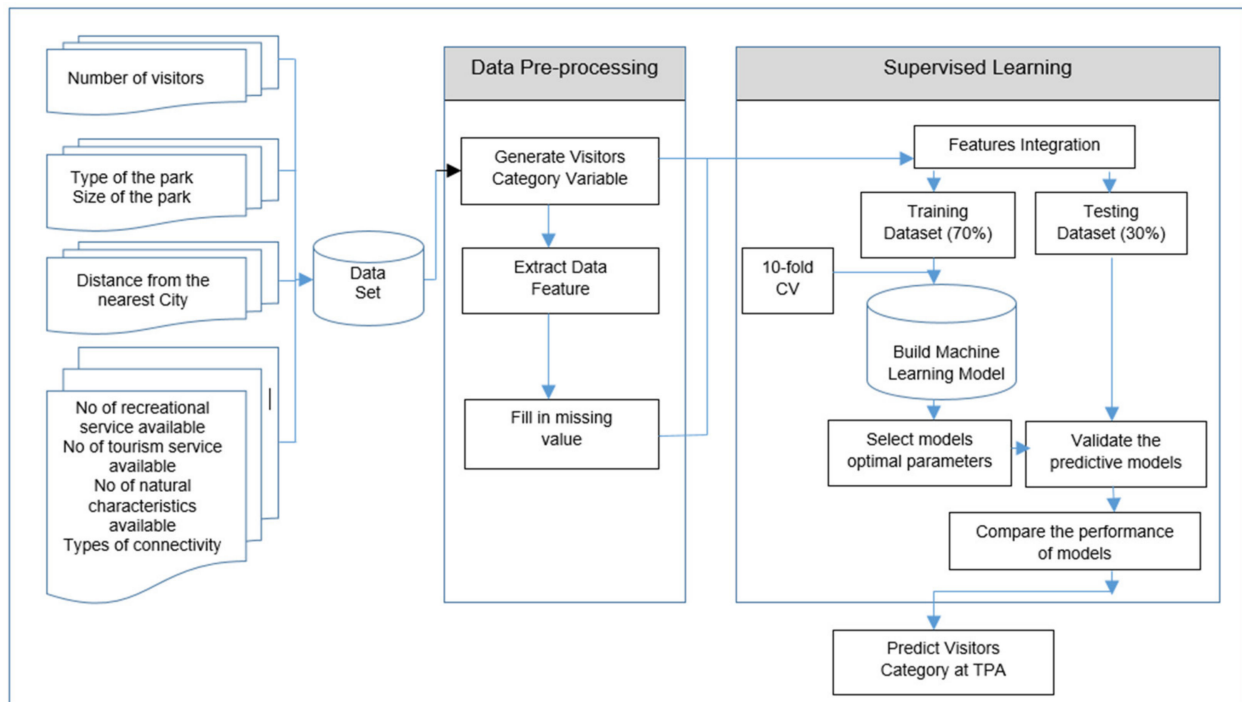 Number of visitors
Type of the park
Size of the park
Distance from the
nearest City
No of recreational
service available
No of tourism service
available
No of natural
characteristics
available
Types of connectivity
Data
Set
Data Pre-processing
Generate Visitors
Category Variable
Extract Data
Feature
Fill in missing
value
Supervised Learning
Features Integration
Training
Dataset (70%)
Testing
Dataset (30%)
10-fold
CV
Build Machine
Learning Model
Select models
optimal parameters
Validate the
predictive models
Compare the performance
of models
Predict Visitors
Category at TPA